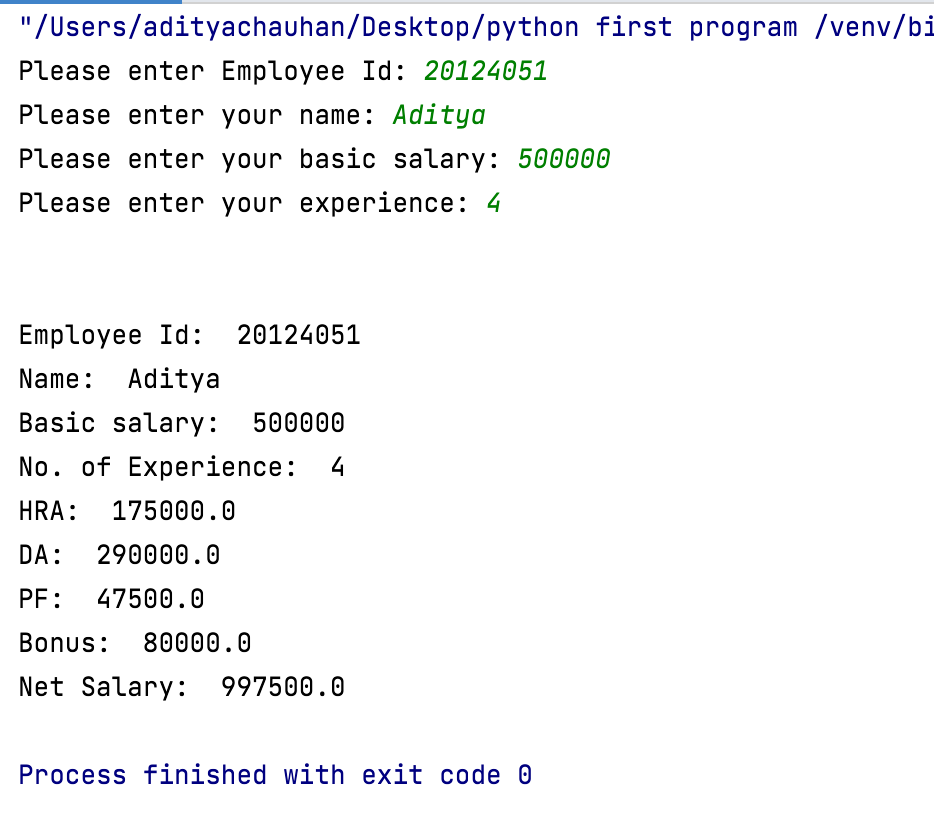 "/Users/adityachauhan/Desktop/python first program /venv/bi
Please enter Employee Id: 20124051
Please enter your name: Aditya
Please enter your basic salary: 500000
Please enter your experience: 4
Employee Id:  20124051
Name:  Aditya
Basic salary:  500000
No. of Experience:  4
HRA:  175000.0
DA:  290000.0
PF:  47500.0
Bonus:  80000.0
Net Salary:  997500.0
Process finished with exit code 0